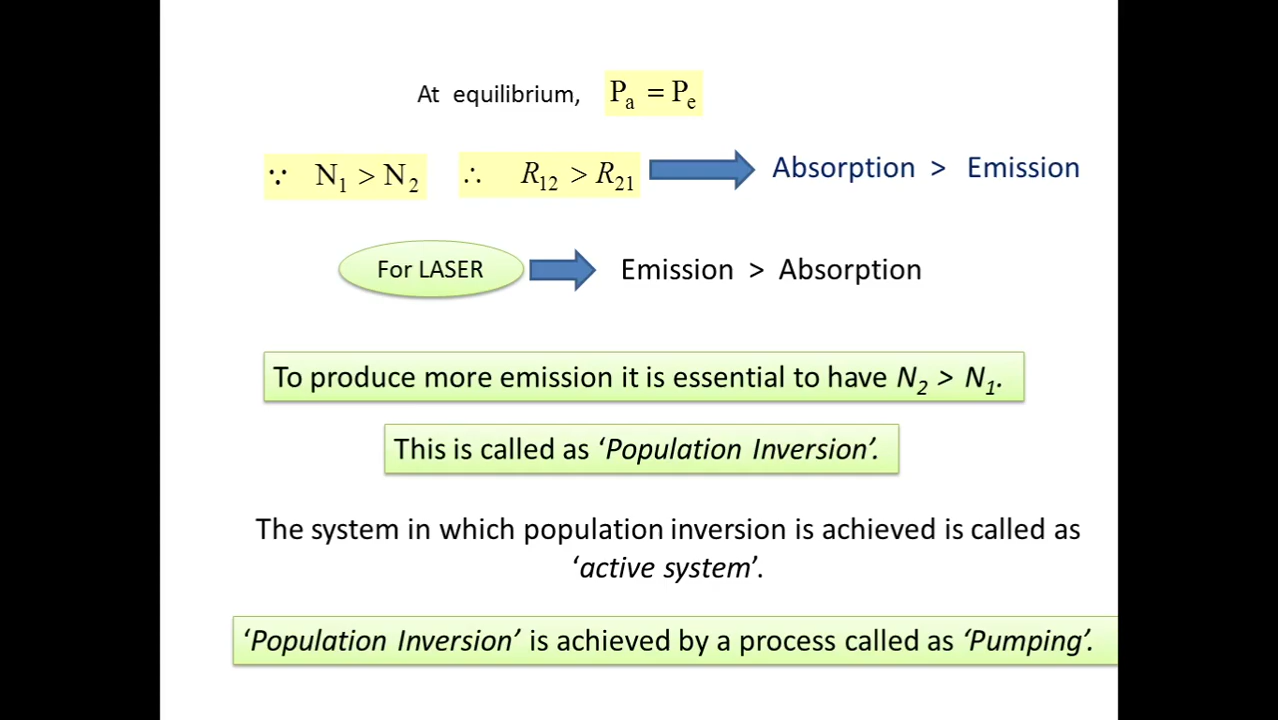 At equilibrium, Pa = Pe
∵ N1 > N2 ∴ R12 > R21 Absorption > Emission
For LASER Emission > Absorption
To produce more emission it is essential to have N2 > N1.
This is called as ‘Population Inversion’.
The system in which population inversion is achieved is called as
‘active system’.
‘Population Inversion’ is achieved by a process called as ‘Pumping’.